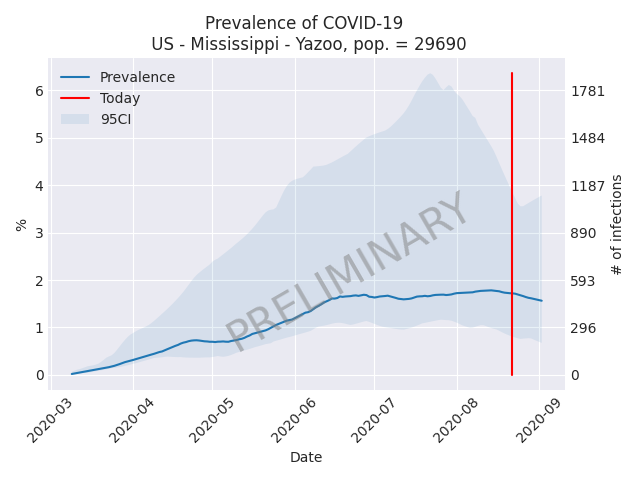 Prevalence of COVID-19
US - Mississippi - Yazoo, pop. = 29690
Prevalence
Today
95CI
PRELIMINARY
%
6
5
4
3
2
1
0
# of infections
1781
1484
1187
890
593
296
0
2020-03
2020-04
2020-05
2020-06
2020-07
2020-08
2020-09
Date